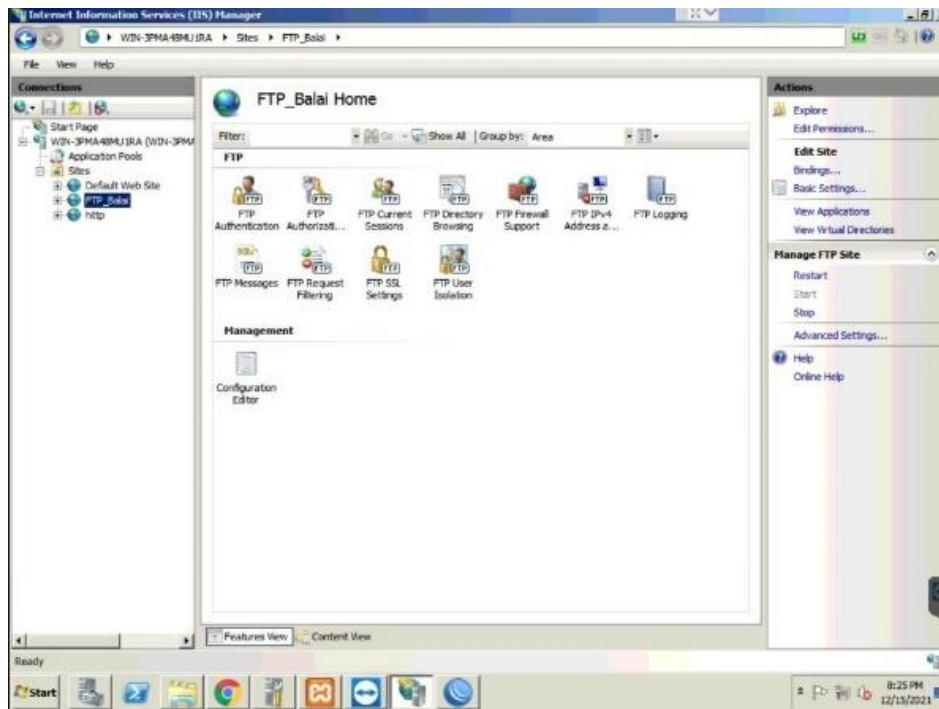 Internet Information Services (IIS) Manager
WIN-3PMA48MU1RA
Sites
FTP_Balai
File View Help
Connections
Start Page
WIN-3PMA48MU1RA (WIN-3PMA
Application Pools
Sites
Default Web Site
FTP_Balai
http
FTP_Balai Home
Filter: Go Show All Group by: Area
FTP
FTP Authentication
FTP Authorizati...
FTP Current Sessions
FTP Directory Browsing
FTP Firewall Support
FTP IPv4 Address a...
FTP Logging
FTP Messages
FTP Request Filtering
FTP SSL Settings
FTP User Isolation
Management
Configuration Editor
Features View Content View
Actions
Explore
Edit Permissions...
Edit Site
Bindings...
Basic Settings...
View Applications
View Virtual Directories
Manage FTP Site
Restart
Start
Stop
Advanced Settings...
Help
Online Help
Ready
Start
8:25 PM
12/15/2021